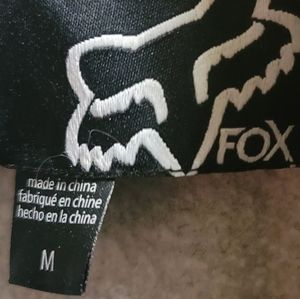 FOX
made in china
fabriqué en chine
hecho en la china
M